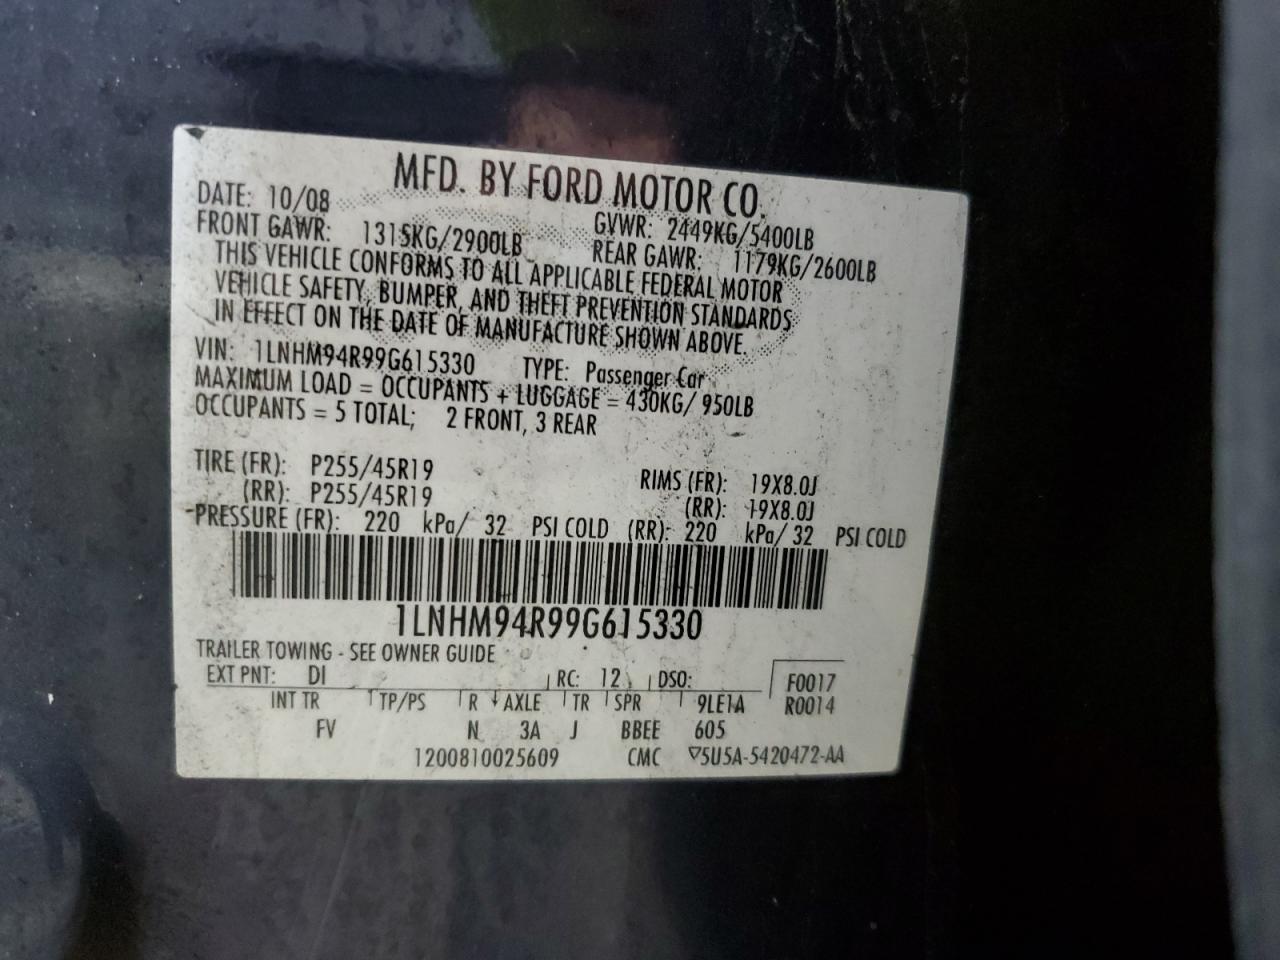 MFD. BY FORD MOTOR CO.
DATE: 10/08 GVWR: 2449KG/5400LB
FRONT GAWR: 1315KG/2900LB REAR GAWR: 1179KG/2600LB
THIS VEHICLE CONFORMS TO ALL APPLICABLE FEDERAL MOTOR
VEHICLE SAFETY, BUMPER, AND THEFT PREVENTION STANDARDS
IN EFFECT ON THE DATE OF MANUFACTURE SHOWN ABOVE.
VIN: 1LNHM94R99G615330 TYPE: Passenger Car
MAXIMUM LOAD = OCCUPANTS + LUGGAGE = 430KG/ 950LB
OCCUPANTS = 5 TOTAL; 2 FRONT, 3 REAR
TIRE (FR): P255/45R19 RIMS (FR): 19X8.0J
(RR): P255/45R19 (RR): 19X8.0J
PRESSURE (FR): 220 kPa/ 32 PSI COLD (RR): 220 kPa/ 32 PSI COLD
1LNHM94R99G615330
TRAILER TOWING - SEE OWNER GUIDE
EXT PNT: DI RC: 12 DSO: F0017
INT TR TP/PS R AXLE TR SPR 9LE1A R0014
FV N 3A J BBEE 605
1200810025609 CMC ▽5U5A-5420472-AA